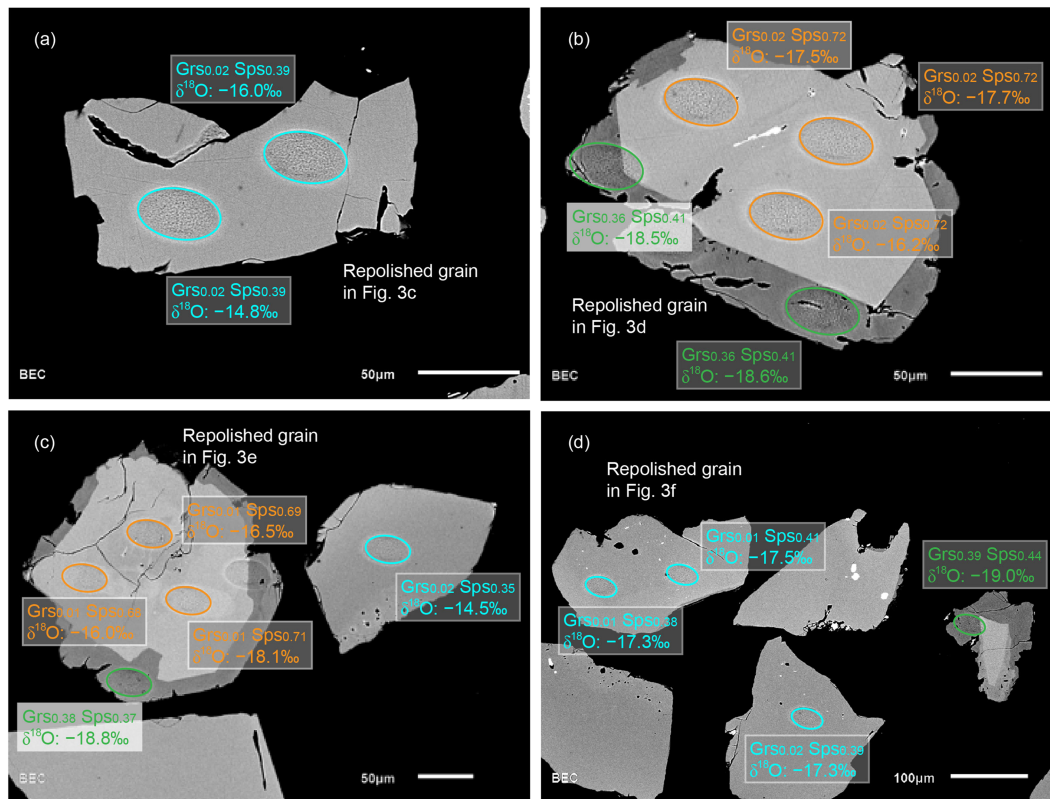 (a)
Grs0.02 Sps0.39
δ18O: −16.0‰
Grs0.02 Sps0.39
δ18O: −14.8‰
Repolished grain
in Fig. 3c
BEC
50µm
(b)
Grs0.02 Sps0.72
δ18O: −17.5‰
Grs0.02 Sps0.72
δ18O: −17.7‰
Grs0.36 Sps0.41
δ18O: −18.5‰
Grs0.02 Sps0.72
δ18O: −16.2‰
Repolished grain
in Fig. 3d
Grs0.36 Sps0.41
δ18O: −18.6‰
BEC
50µm
(c)
Repolished grain
in Fig. 3e
Grs0.01 Sps0.69
δ18O: −16.5‰
Grs0.02 Sps0.35
δ18O: −14.5‰
Grs0.01 Sps0.68
δ18O: −16.0‰
Grs0.01 Sps0.71
δ18O: −18.1‰
Grs0.38 Sps0.37
δ18O: −18.8‰
BEC
50µm
(d)
Repolished grain
in Fig. 3f
Grs0.01 Sps0.41
δ18O: −17.5‰
Grs0.39 Sps0.44
δ18O: −19.0‰
Grs0.01 Sps0.38
δ18O: −17.3‰
Grs0.02 Sps0.39
δ18O: −17.3‰
BEC
100µm